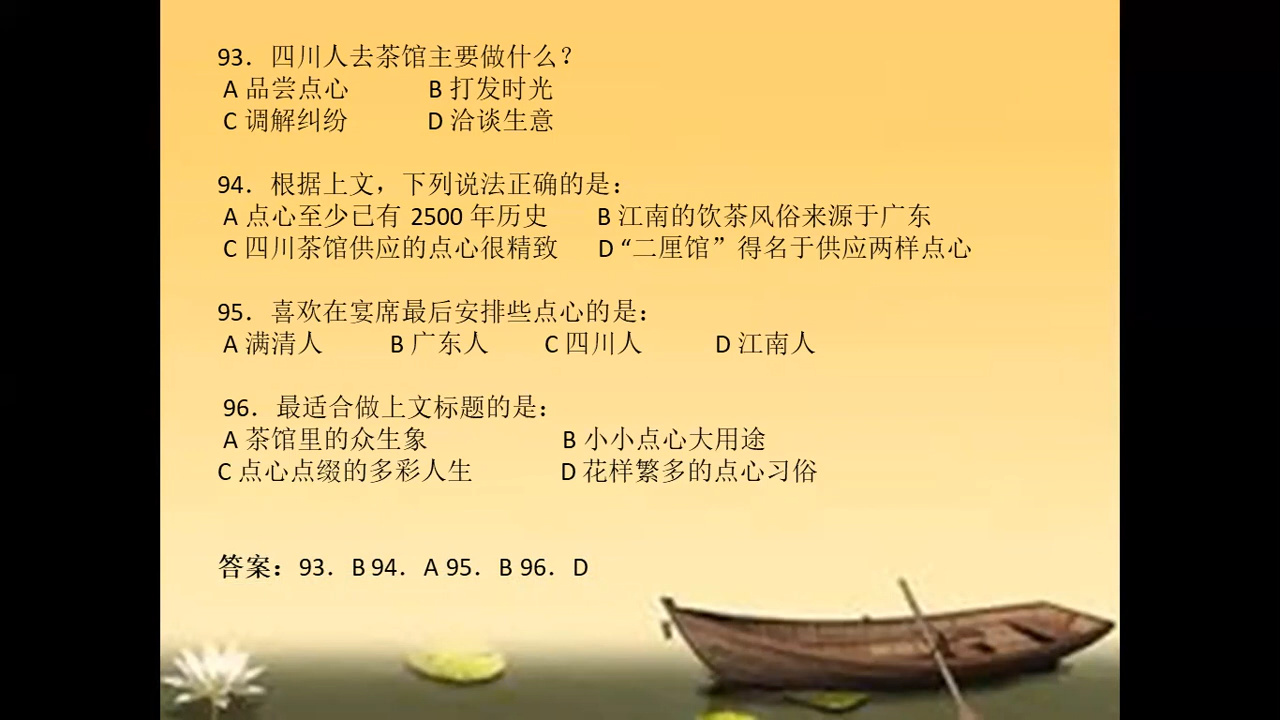 93．四川人去茶馆主要做什么？
A 品尝点心 B 打发时光
C 调解纠纷 D 洽谈生意
94．根据上文，下列说法正确的是：
A 点心至少已有 2500 年历史 B 江南的饮茶风俗来源于广东
C 四川茶馆供应的点心很精致 D “二厘馆”得名于供应两样点心
95．喜欢在宴席最后安排些点心的是：
A 满清人 B 广东人 C 四川人 D 江南人
96．最适合做上文标题的是：
A 茶馆里的众生象 B 小小点心大用途
C 点心点缀的多彩人生 D 花样繁多的点心习俗
答案：93．B 94．A 95．B 96．D